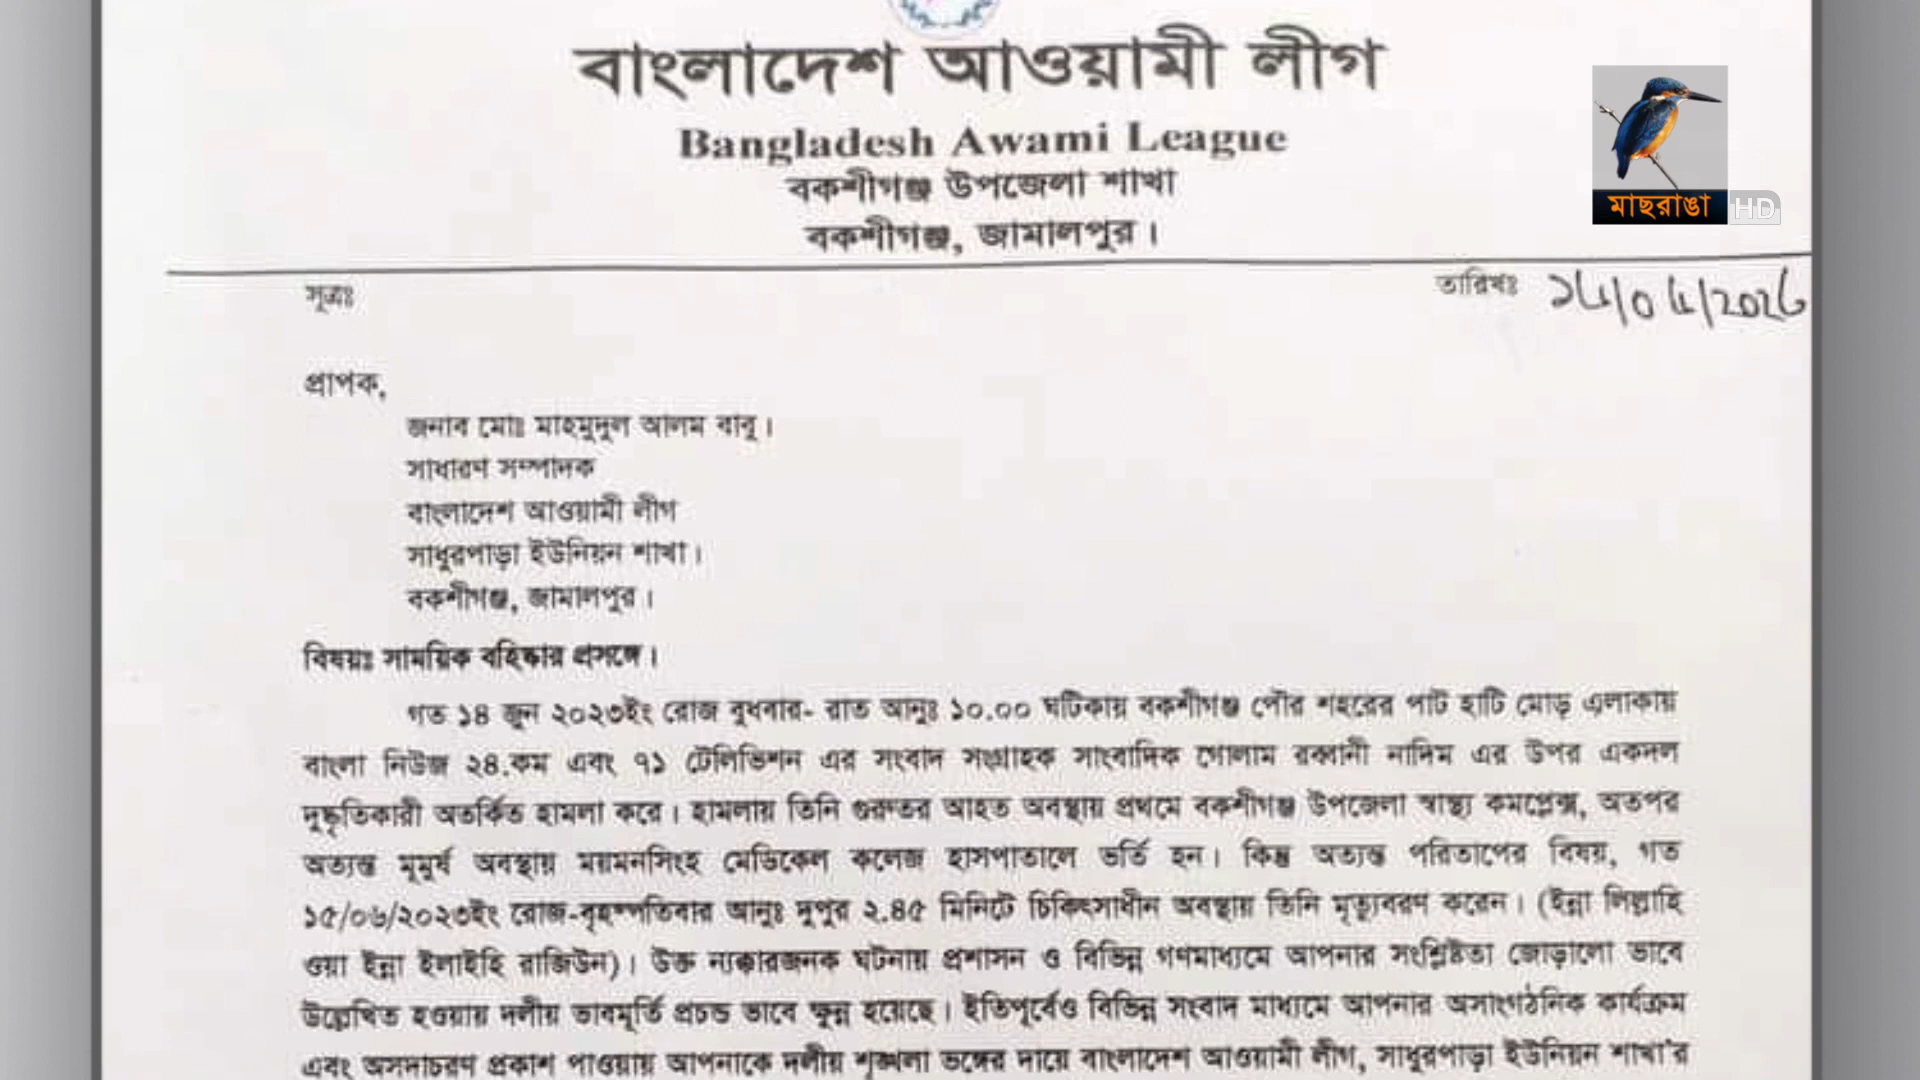 বাংলাদেশ আওয়ামী লীগ
Bangladesh Awami League
বকশীগঞ্জ উপজেলা শাখা
বকশীগঞ্জ, জামালপুর।
মাছরাঙা HD
সূত্রঃ
তারিখঃ
প্রাপক,
জনাব মোঃ মাহমুদুল আলম বাবু।
সাধারণ সম্পাদক
বাংলাদেশ আওয়ামী লীগ
সাধুরপাড়া ইউনিয়ন শাখা।
বকশীগঞ্জ, জামালপুর।
বিষয়ঃ সাময়িক বহিষ্কার প্রসঙ্গে।
গত ১৪ জুন ২০২৩ইং রোজ বুধবার- রাত আনুঃ ১০.০০ ঘটিকায় বকশীগঞ্জ পৌর শহরের পাট হাটি মোড় এলাকায়
বাংলা নিউজ ২৪.কম এবং ৭১ টেলিভিশন এর সংবাদ সংগ্রাহক সাংবাদিক গোলাম রব্বানী নাদিম এর উপর একদল
দুষ্কৃতিকারী অতর্কিত হামলা করে। হামলায় তিনি গুরুতর আহত অবস্থায় প্রথমে বকশীগঞ্জ উপজেলা স্বাস্থ্য কমপ্লেক্স, অতপর
অত্যন্ত মুমূর্ষ অবস্থায় ময়মনসিংহ মেডিকেল কলেজ হাসপাতালে ভর্তি হন। কিন্তু অত্যন্ত পরিতাপের বিষয়, গত
১৫/০৬/২০২৩ইং রোজ-বৃহস্পতিবার আনুঃ দুপুর ২.৪৫ মিনিটে চিকিৎসাধীন অবস্থায় তিনি মৃত্যুবরণ করেন। (ইন্না লিল্লাহি
ওয়া ইন্না ইলাইহি রাজিউন)। উক্ত ন্যক্কারজনক ঘটনায় প্রশাসন ও বিভিন্ন গণমাধ্যমে আপনার সংশ্লিষ্টতা জোড়ালো ভাবে
উল্লেখিত হওয়ায় দলীয় ভাবমূর্তি প্রচন্ড ভাবে ক্ষুন্ন হয়েছে। ইতিপূর্বেও বিভিন্ন সংবাদ মাধ্যমে আপনার অসাংগঠনিক কার্যক্রম
এবং অসদাচরণ প্রকাশ পাওয়ায় আপনাকে দলীয় শৃঙ্খলা ভঙ্গের দায়ে বাংলাদেশ আওয়ামী লীগ, সাধুরপাড়া ইউনিয়ন শাখা'র